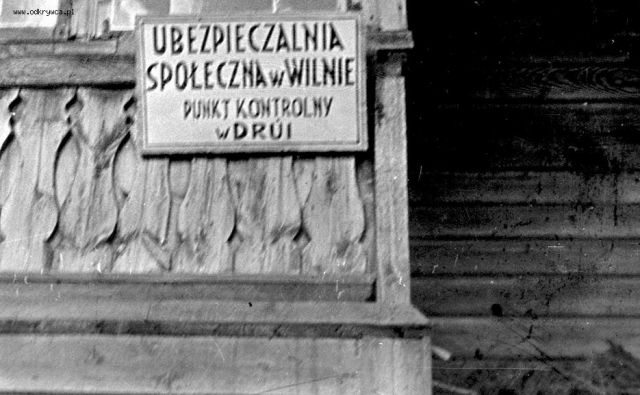 www.odkrywca.pl
UBEZPIECZALNIA
SPOŁECZNA w WILNIE
PUNKT KONTROLNY
w DRUI